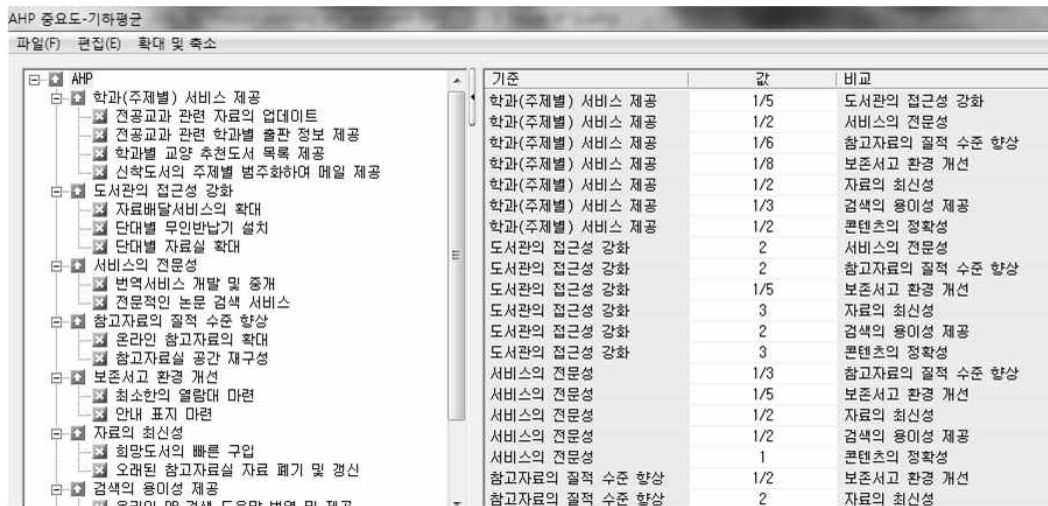 AHP 중요도-기하평균
파일(F) 편집(E) 확대 및 축소
AHP
학과(주제별) 서비스 제공
전공교과 관련 자료의 업데이트
전공교과 관련 학과별 출판 정보 제공
학과별 교양 추천도서 목록 제공
신착도서의 주제별 범주화하여 메일 제공
도서관의 접근성 강화
자료배달서비스의 확대
단대별 무인반납기 설치
단대별 자료실 확대
서비스의 전문성
번역서비스 개발 및 중개
전문적인 논문 검색 서비스
참고자료의 질적 수준 향상
온라인 참고자료의 확대
참고자료실 공간 재구성
보존서고 환경 개선
최소한의 열람대 마련
안내 표지 마련
자료의 최신성
희망도서의 빠른 구입
오래된 참고자료실 자료 폐기 및 갱신
검색의 용이성 제공
기준 값 비교
학과(주제별) 서비스 제공 1/5 도서관의 접근성 강화
학과(주제별) 서비스 제공 1/2 서비스의 전문성
학과(주제별) 서비스 제공 1/6 참고자료의 질적 수준 향상
학과(주제별) 서비스 제공 1/8 보존서고 환경 개선
학과(주제별) 서비스 제공 1/2 자료의 최신성
학과(주제별) 서비스 제공 1/3 검색의 용이성 제공
학과(주제별) 서비스 제공 1/2 콘텐츠의 정확성
도서관의 접근성 강화 2 서비스의 전문성
도서관의 접근성 강화 2 참고자료의 질적 수준 향상
도서관의 접근성 강화 1/5 보존서고 환경 개선
도서관의 접근성 강화 3 자료의 최신성
도서관의 접근성 강화 2 검색의 용이성 제공
도서관의 접근성 강화 3 콘텐츠의 정확성
서비스의 전문성 1/3 참고자료의 질적 수준 향상
서비스의 전문성 1/5 보존서고 환경 개선
서비스의 전문성 1/2 자료의 최신성
서비스의 전문성 1/2 검색의 용이성 제공
서비스의 전문성 1 콘텐츠의 정확성
참고자료의 질적 수준 향상 1/2 보존서고 환경 개선
참고자료의 질적 수준 향상 2 자료의 최신성